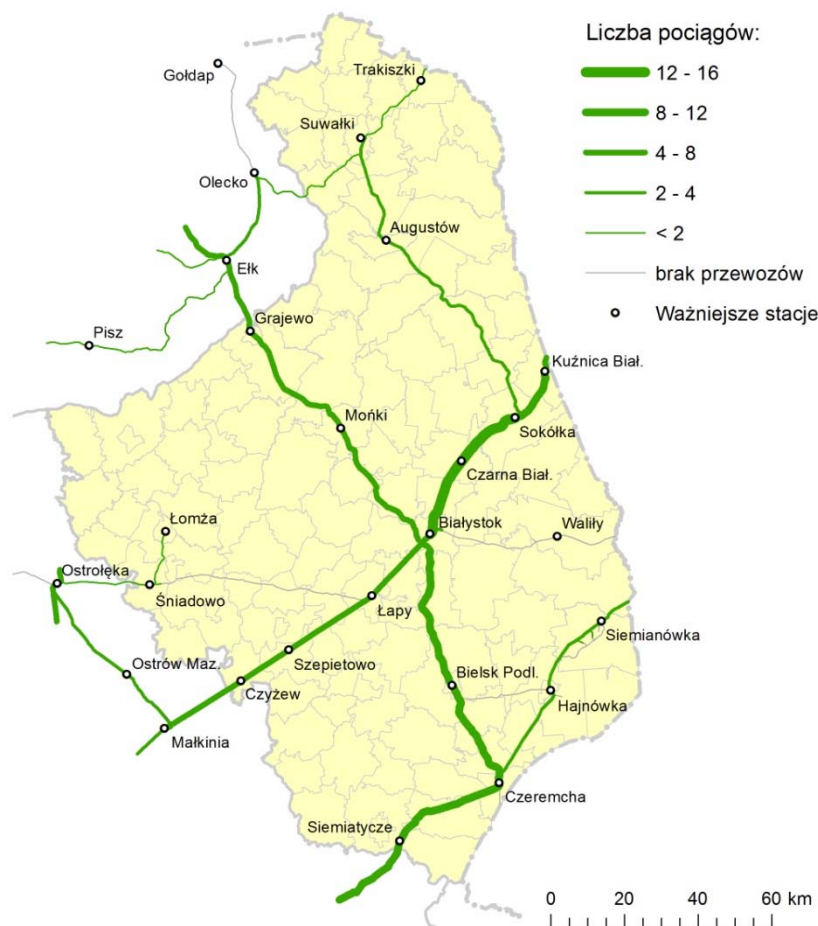 Liczba pociągów:
12 - 16
8 - 12
4 - 8
2 - 4
< 2
brak przewozów
Ważniejsze stacje
Gołdap
Trakiszki
Suwałki
Olecko
Augustów
Ełk
Grajewo
Pisz
Kuźnica Biał.
Mońki
Sokółka
Czarna Biał.
Łomża
Białystok
Waliły
Ostrołęka
Śniadowo
Łapy
Siemianówka
Szepietowo
Ostrów Maz.
Bielsk Podl.
Czyżew
Hajnówka
Małkinia
Czeremcha
Siemiatycze
0 20 40 60 km